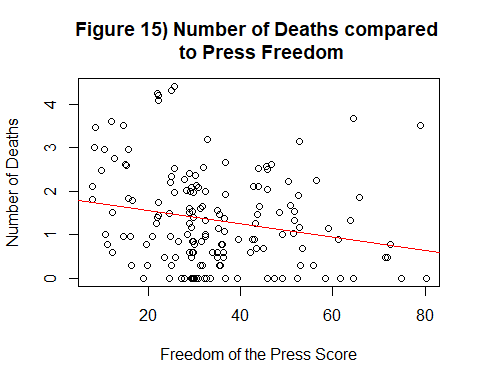 Figure 15) Number of Deaths compared
to Press Freedom
Number of Deaths
4
3
2
1
0
20 40 60 80
Freedom of the Press Score